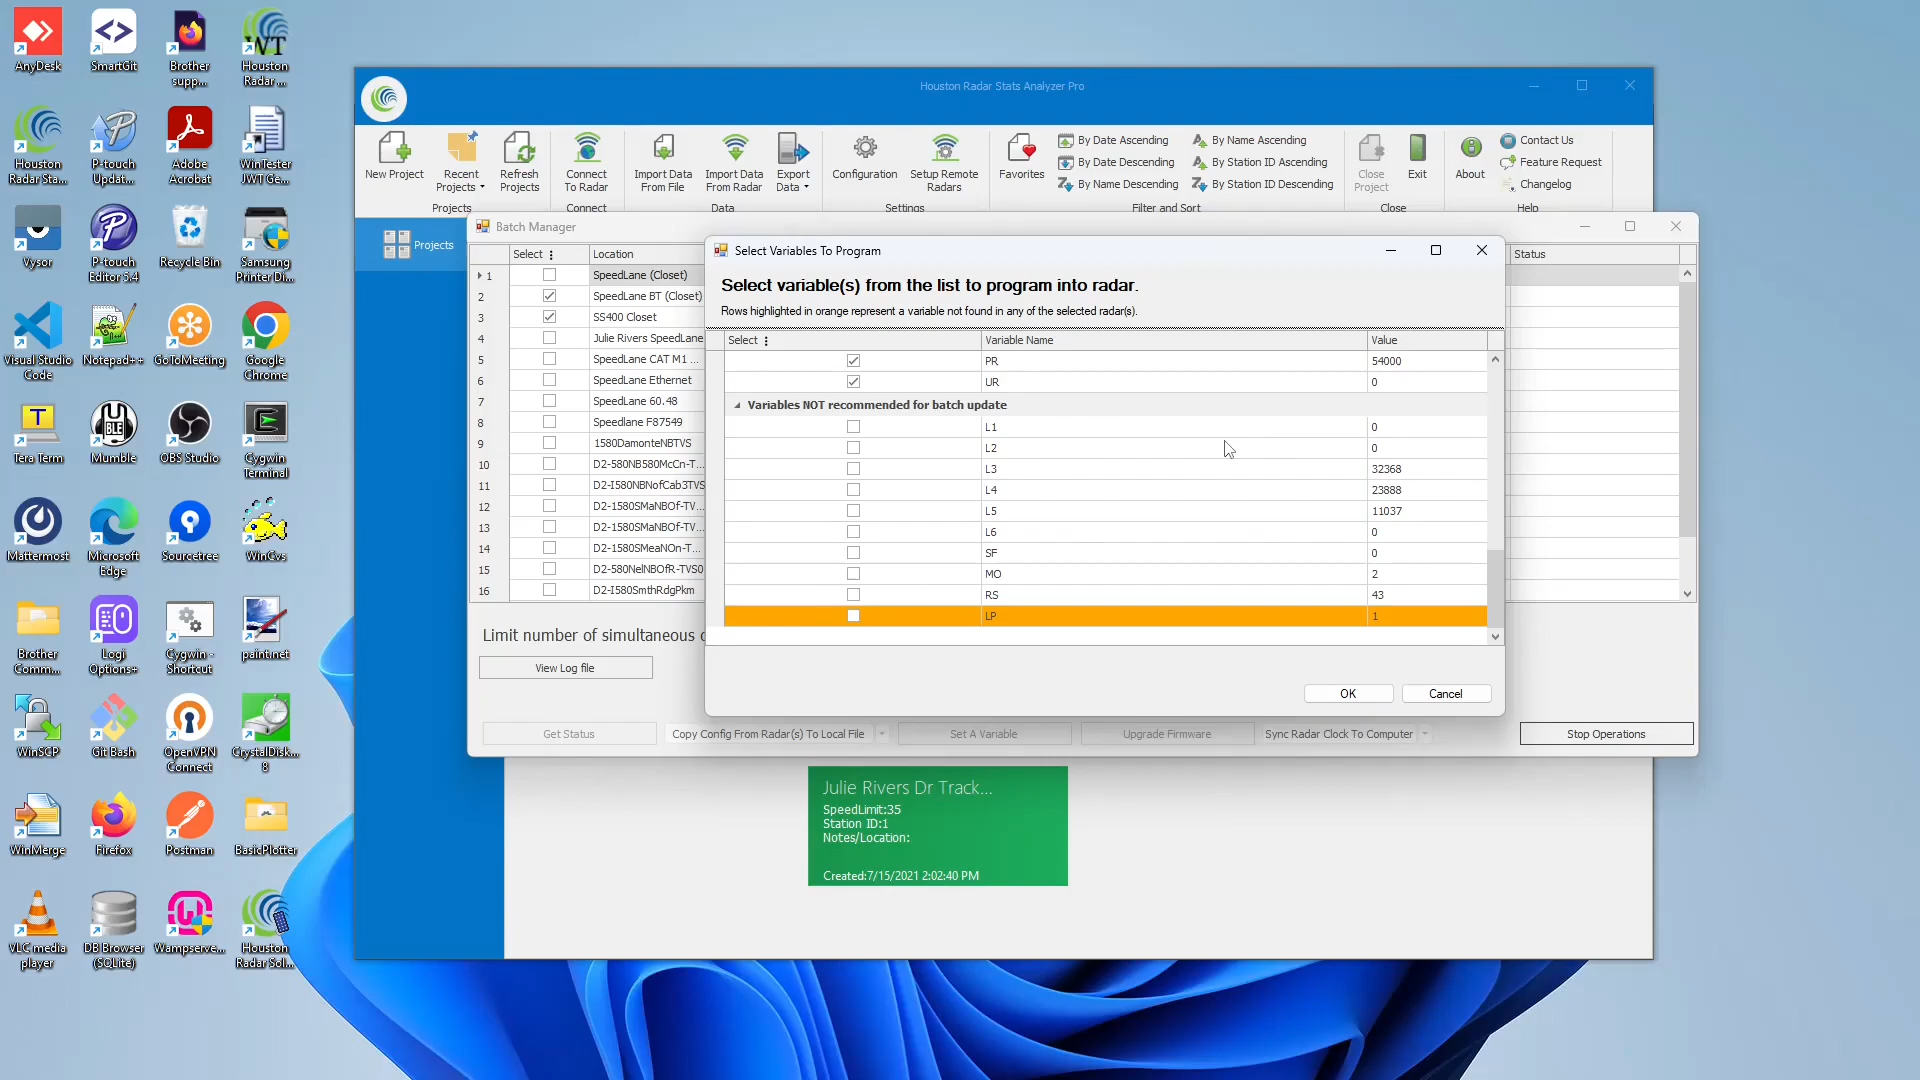 AnyDesk
SmartGit
Brother supp...
Houston Radar ...
Houston Radar Sta...
P-touch Updat...
Adobe Acrobat
WinTester JWT Ge...
Vysor
P-touch Editor 5.4
Recycle Bin
Samsung Printer Di...
Visual Studio Code
Notepad++
GoToMeeting
Google Chrome
Tera Term
Mumble
OBS Studio
Cygwin Terminal
Mattermost
Microsoft Edge
Sourcetree
WinCvs
Brother Comm...
Logi Options+
Cygwin - Shortcut
paint.net
WinSCP
Git Bash
OpenVPN Connect
CrystalDisk... 8
WinMerge
Firefox
Postman
BasicPlotter
VLC media player
DB Browser (SQLite)
Wampserve...
Houston Radar Sol...
Houston Radar Stats Analyzer Pro
New Project
Recent Projects
Refresh Projects
Projects
Connect To Radar
Connect
Import Data From File
Import Data From Radar
Export Data
Data
Configuration
Setup Remote Radars
Settings
Favorites
By Date Ascending
By Date Descending
By Name Descending
By Name Ascending
By Station ID Ascending
By Station ID Descending
Filter and Sort
Close Project
Exit
Close
About
Contact Us
Feature Request
Changelog
Help
Projects
Batch Manager
Select Location Status
1 SpeedLane (Closet)
2 SpeedLane BT (Closet)
3 SS400 Closet
4 Julie Rivers SpeedLane
5 SpeedLane CAT M1 ...
6 SpeedLane Ethernet
7 SpeedLane 60.48
8 Speedlane F87549
9 1580DamonteNBTVS
10 D2-580NB580McCn-T...
11 D2-I580NBNofCab3TVS
12 D2-1580SMaNBOf-TV...
13 D2-1580SMaNBOf-TV...
14 D2-1580SMeaNOn-T...
15 D2-580NelNBOfR-TVS0
16 D2-I580SmthRdgPkm
Limit number of simultaneous
View Log file
Get Status
Copy Config From Radar(s) To Local File
Set A Variable
Upgrade Firmware
Sync Radar Clock To Computer
Stop Operations
Select Variables To Program
Select variable(s) from the list to program into radar.
Rows highlighted in orange represent a variable not found in any of the selected radar(s).
Select Variable Name Value
PR 54000
UR 0
Variables NOT recommended for batch update
L1 0
L2 0
L3 32368
L4 23888
L5 11037
L6 0
SF 0
MO 2
RS 43
LP 1
OK
Cancel
Julie Rivers Dr Track...
SpeedLimit:35
Station ID:1
Notes/Location:
Created:7/15/2021 2:02:40 PM